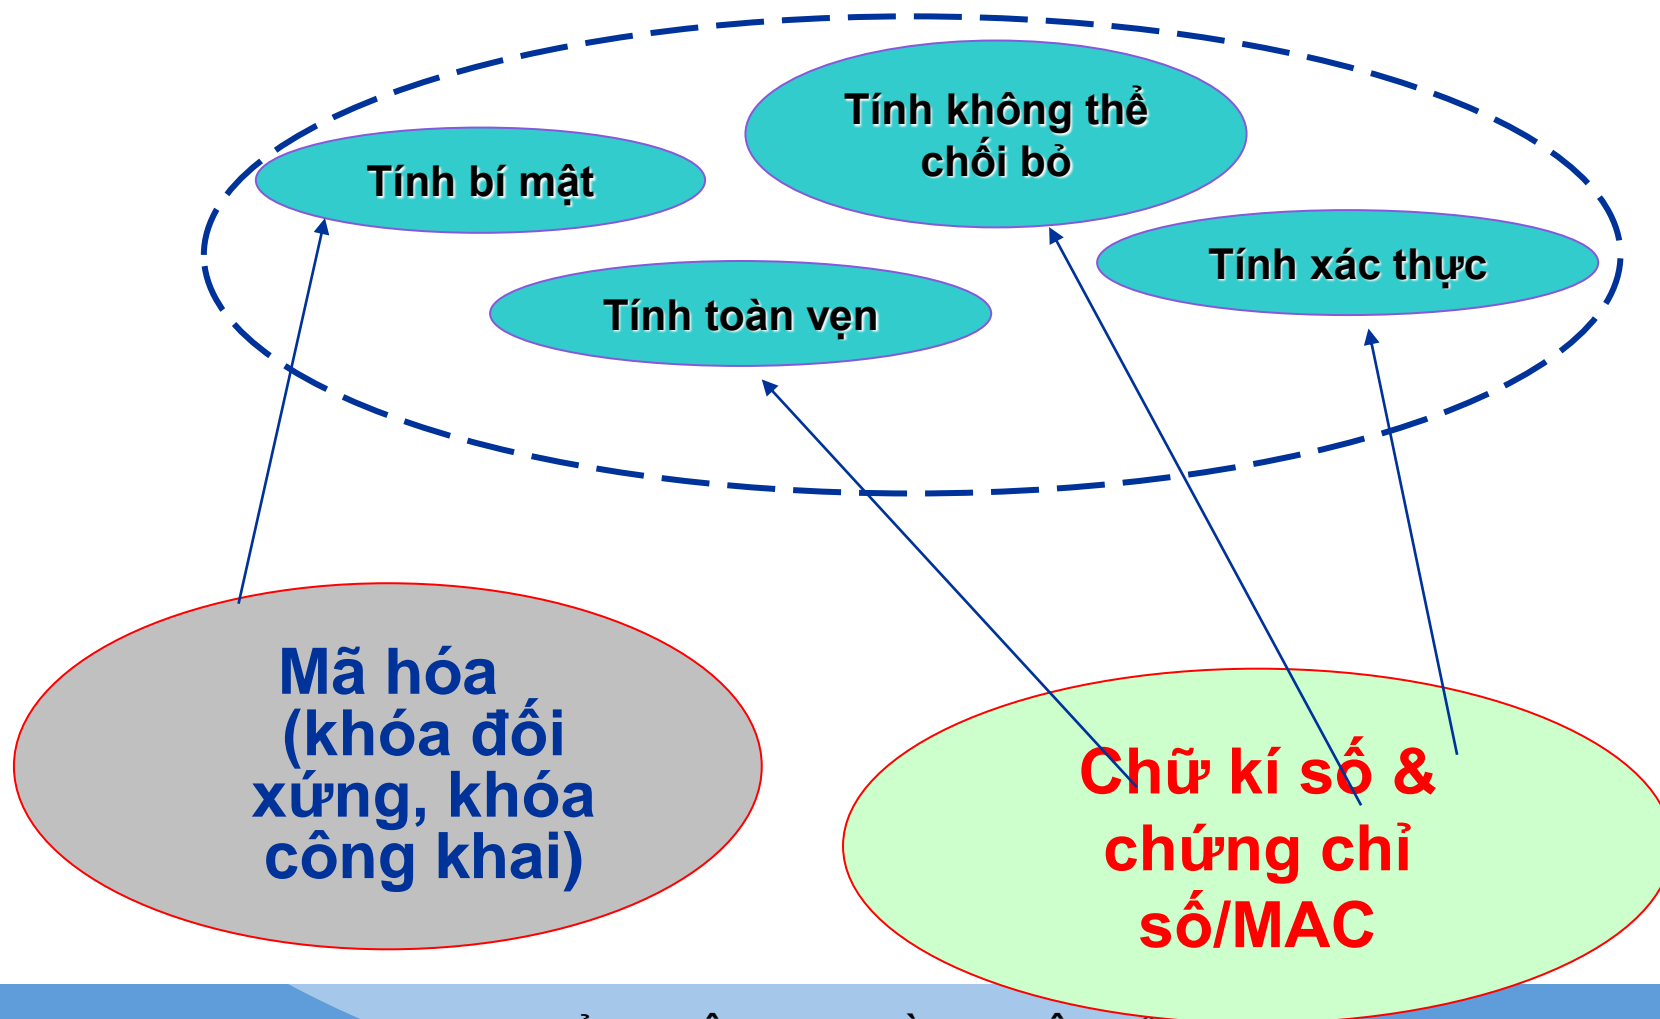 Tính không thể
chối bỏ
Tính bí mật
Tính xác thực
Tính toàn vẹn
Mã hóa
(khóa đối
xứng, khóa
công khai)
Chữ kí số &
chứng chỉ
số/MAC